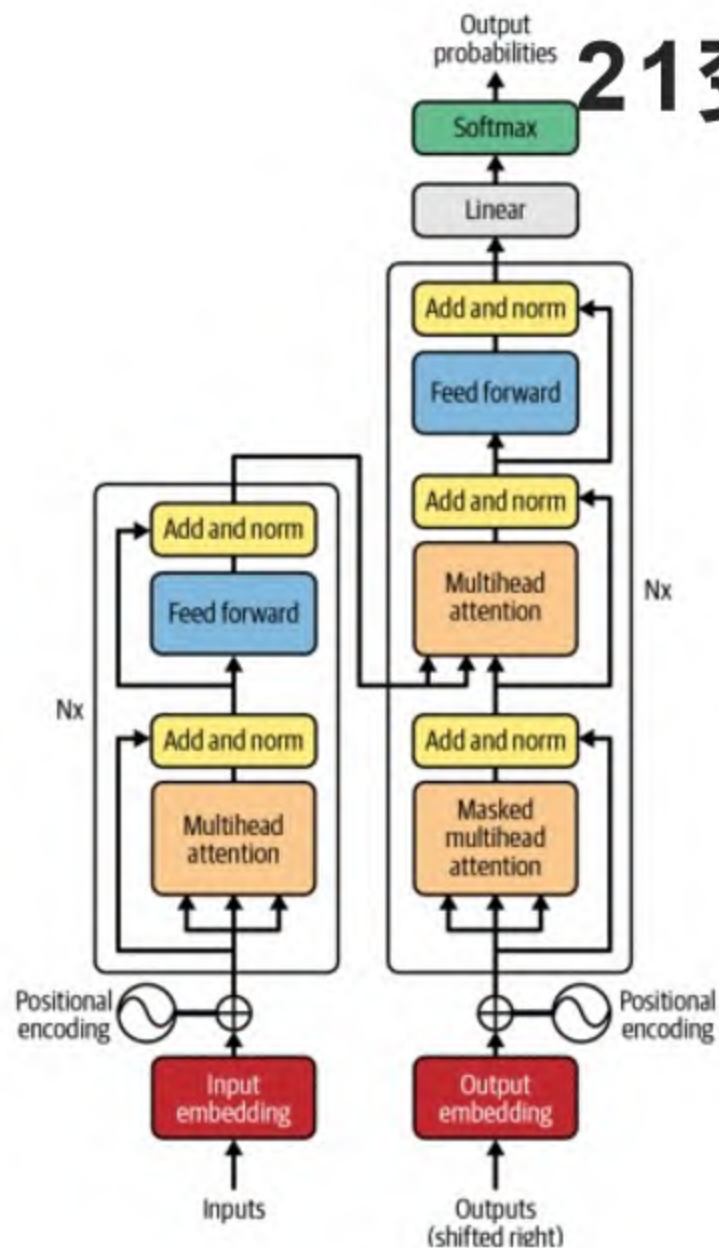 Output
probabilities
21
Softmax
Linear
Add and norm
Feed forward
Add and norm
Multihead
attention
Nx
Add and norm
Masked
multihead
attention
Add and norm
Feed forward
Nx
Add and norm
Multihead
attention
Positional
encoding
Positional
encoding
Input
embedding
Output
embedding
Inputs
Outputs
(shifted right)